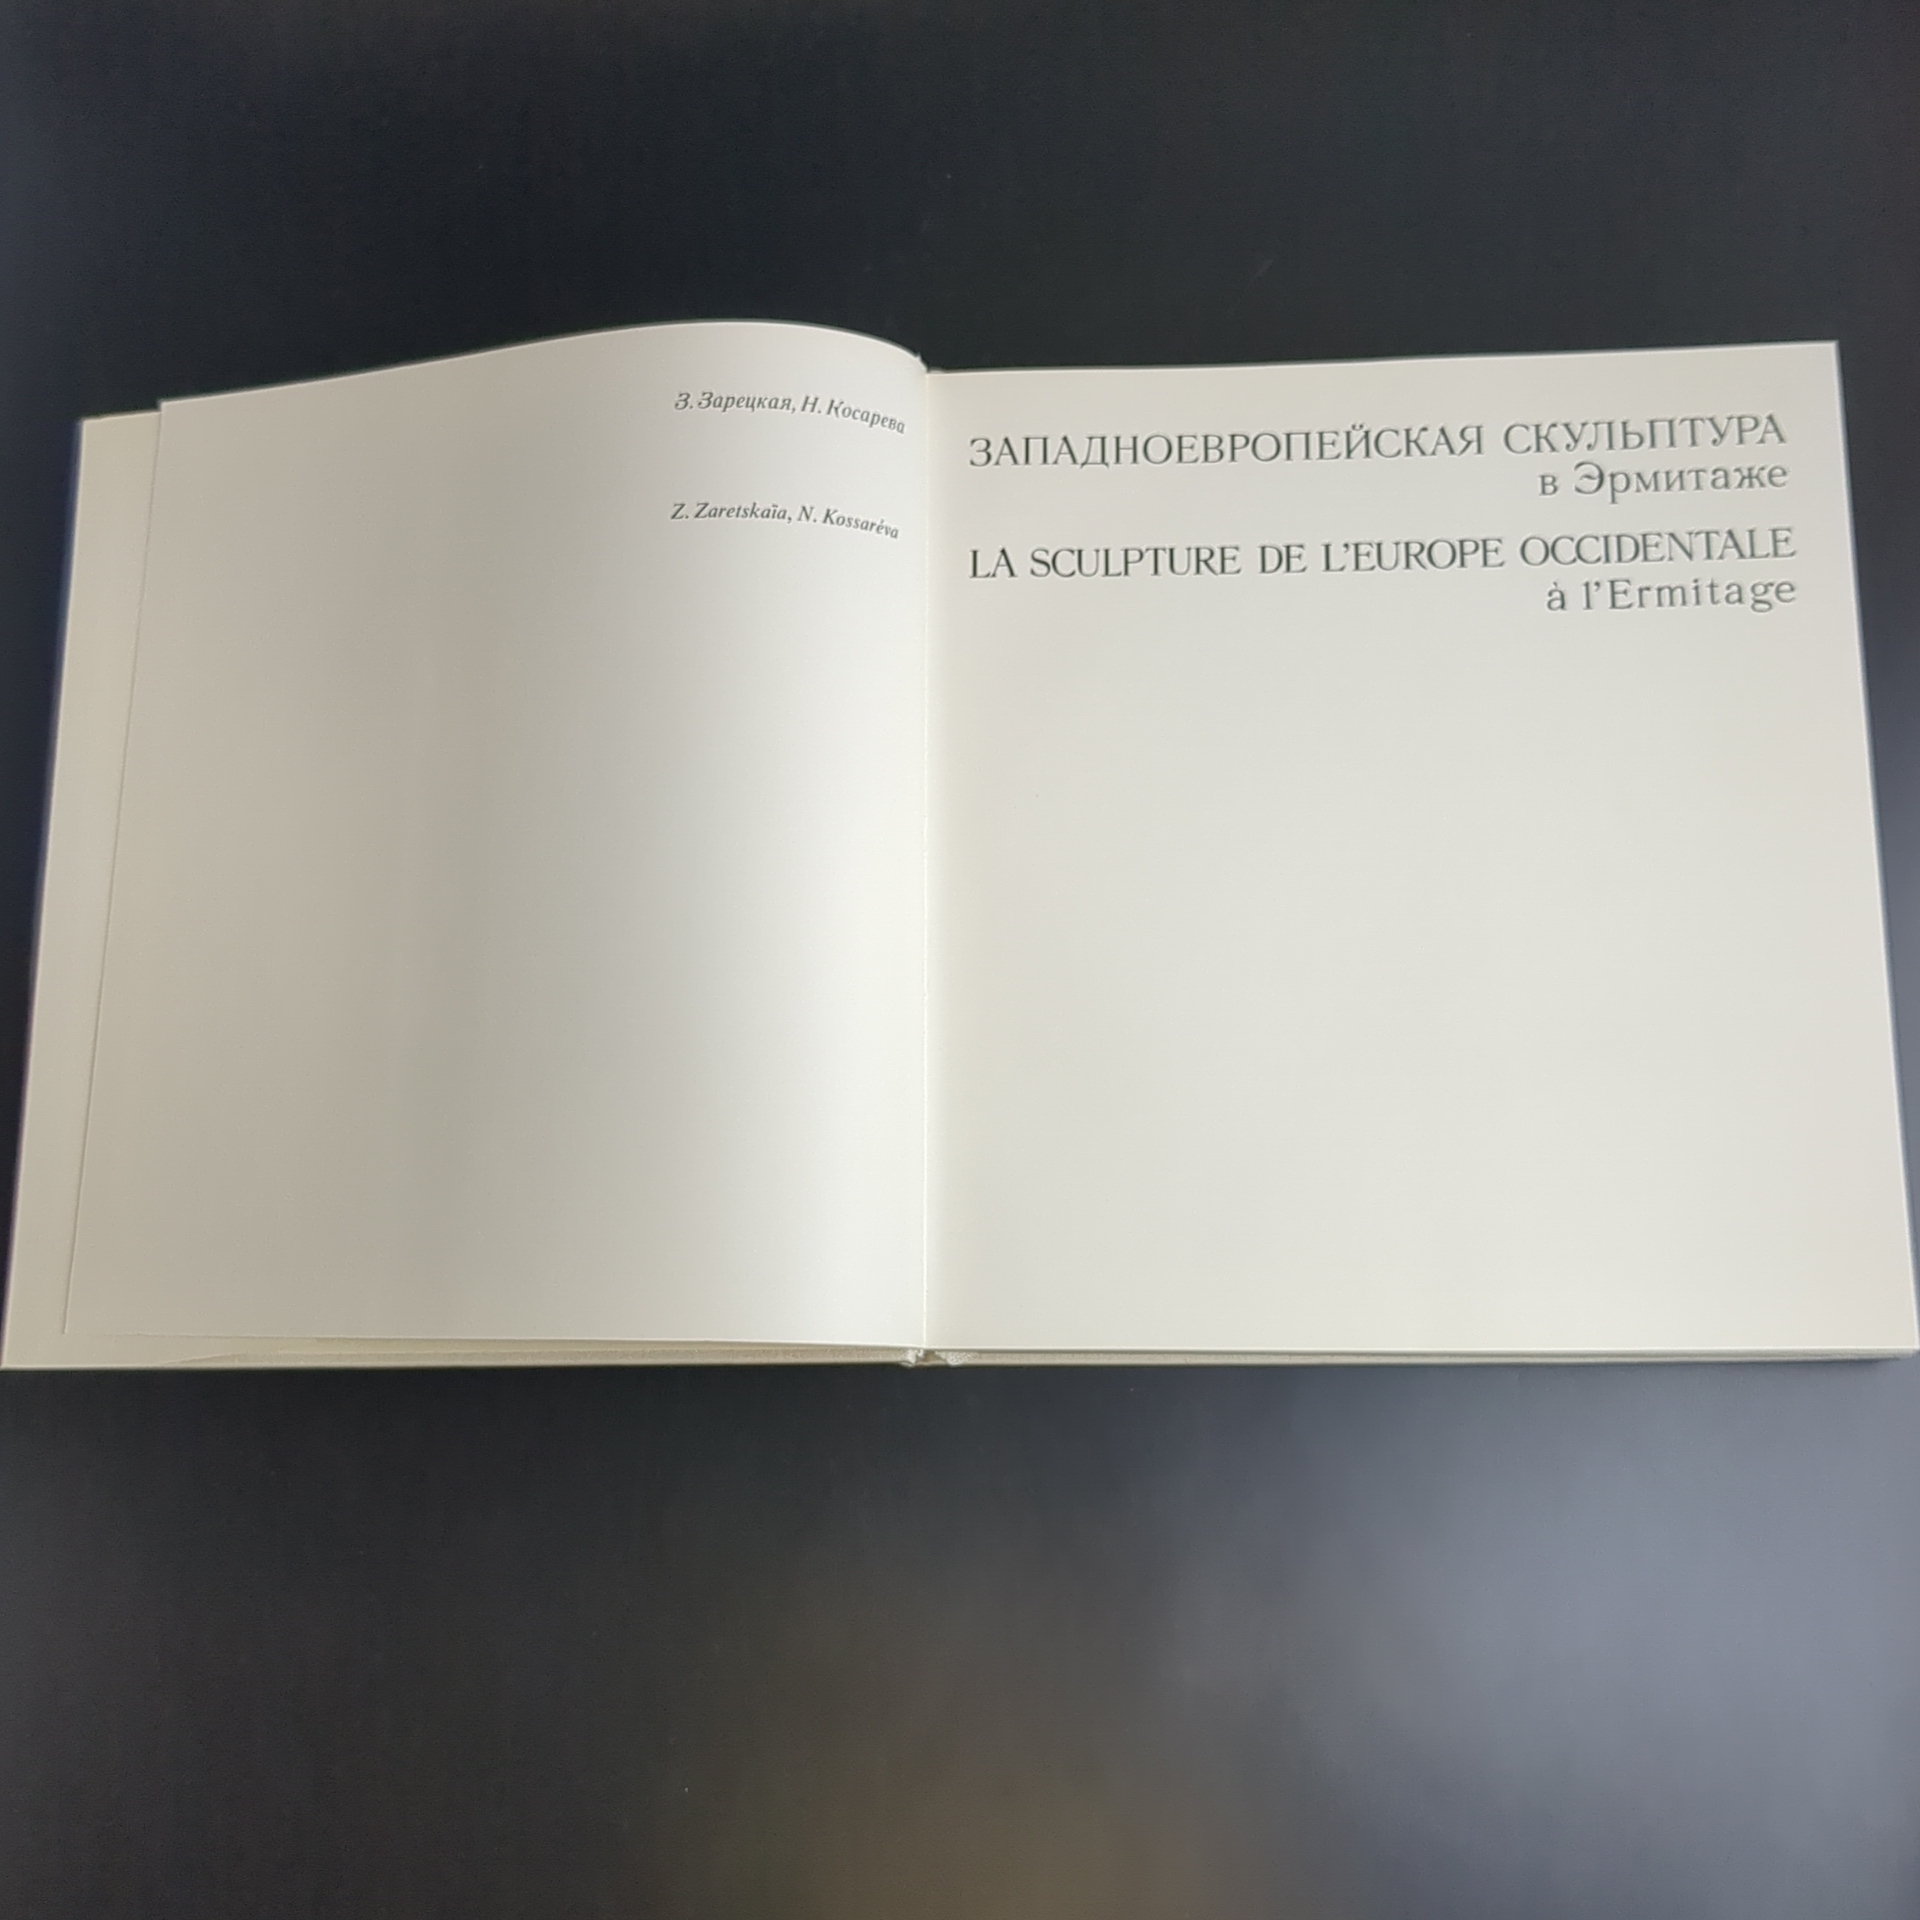 З. Зарецкая, Н. Косарева
Z. Zaretskaïa, N. Kossaréva
ЗАПАДНОЕВРОПЕЙСКАЯ СКУЛЬПТУРА
в Эрмитаже
LA SCULPTURE DE L'EUROPE OCCIDENTALE
à l'Ermitage